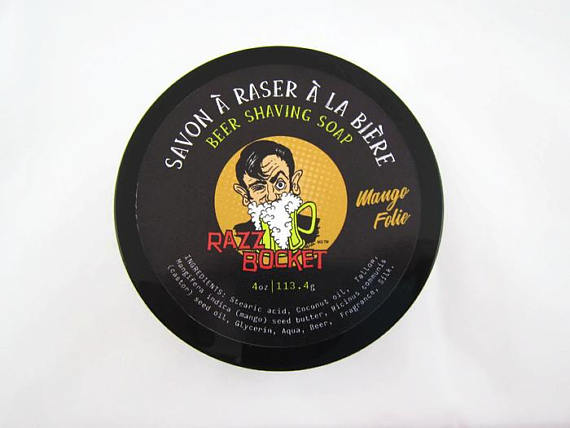 SAVON À RASER À LA BIÈRE
BEER SHAVING SOAP
Mango
Folie
RAZZ
BOCKET
4oz | 113.4g
INGREDIENTS: Stearic acid, Coconut oil, Tallow,
Mangifera indica (mango) seed butter, Ricinus communis
(castor) seed oil, Glycerin, Aqua, Beer, Fragrance, Silk.